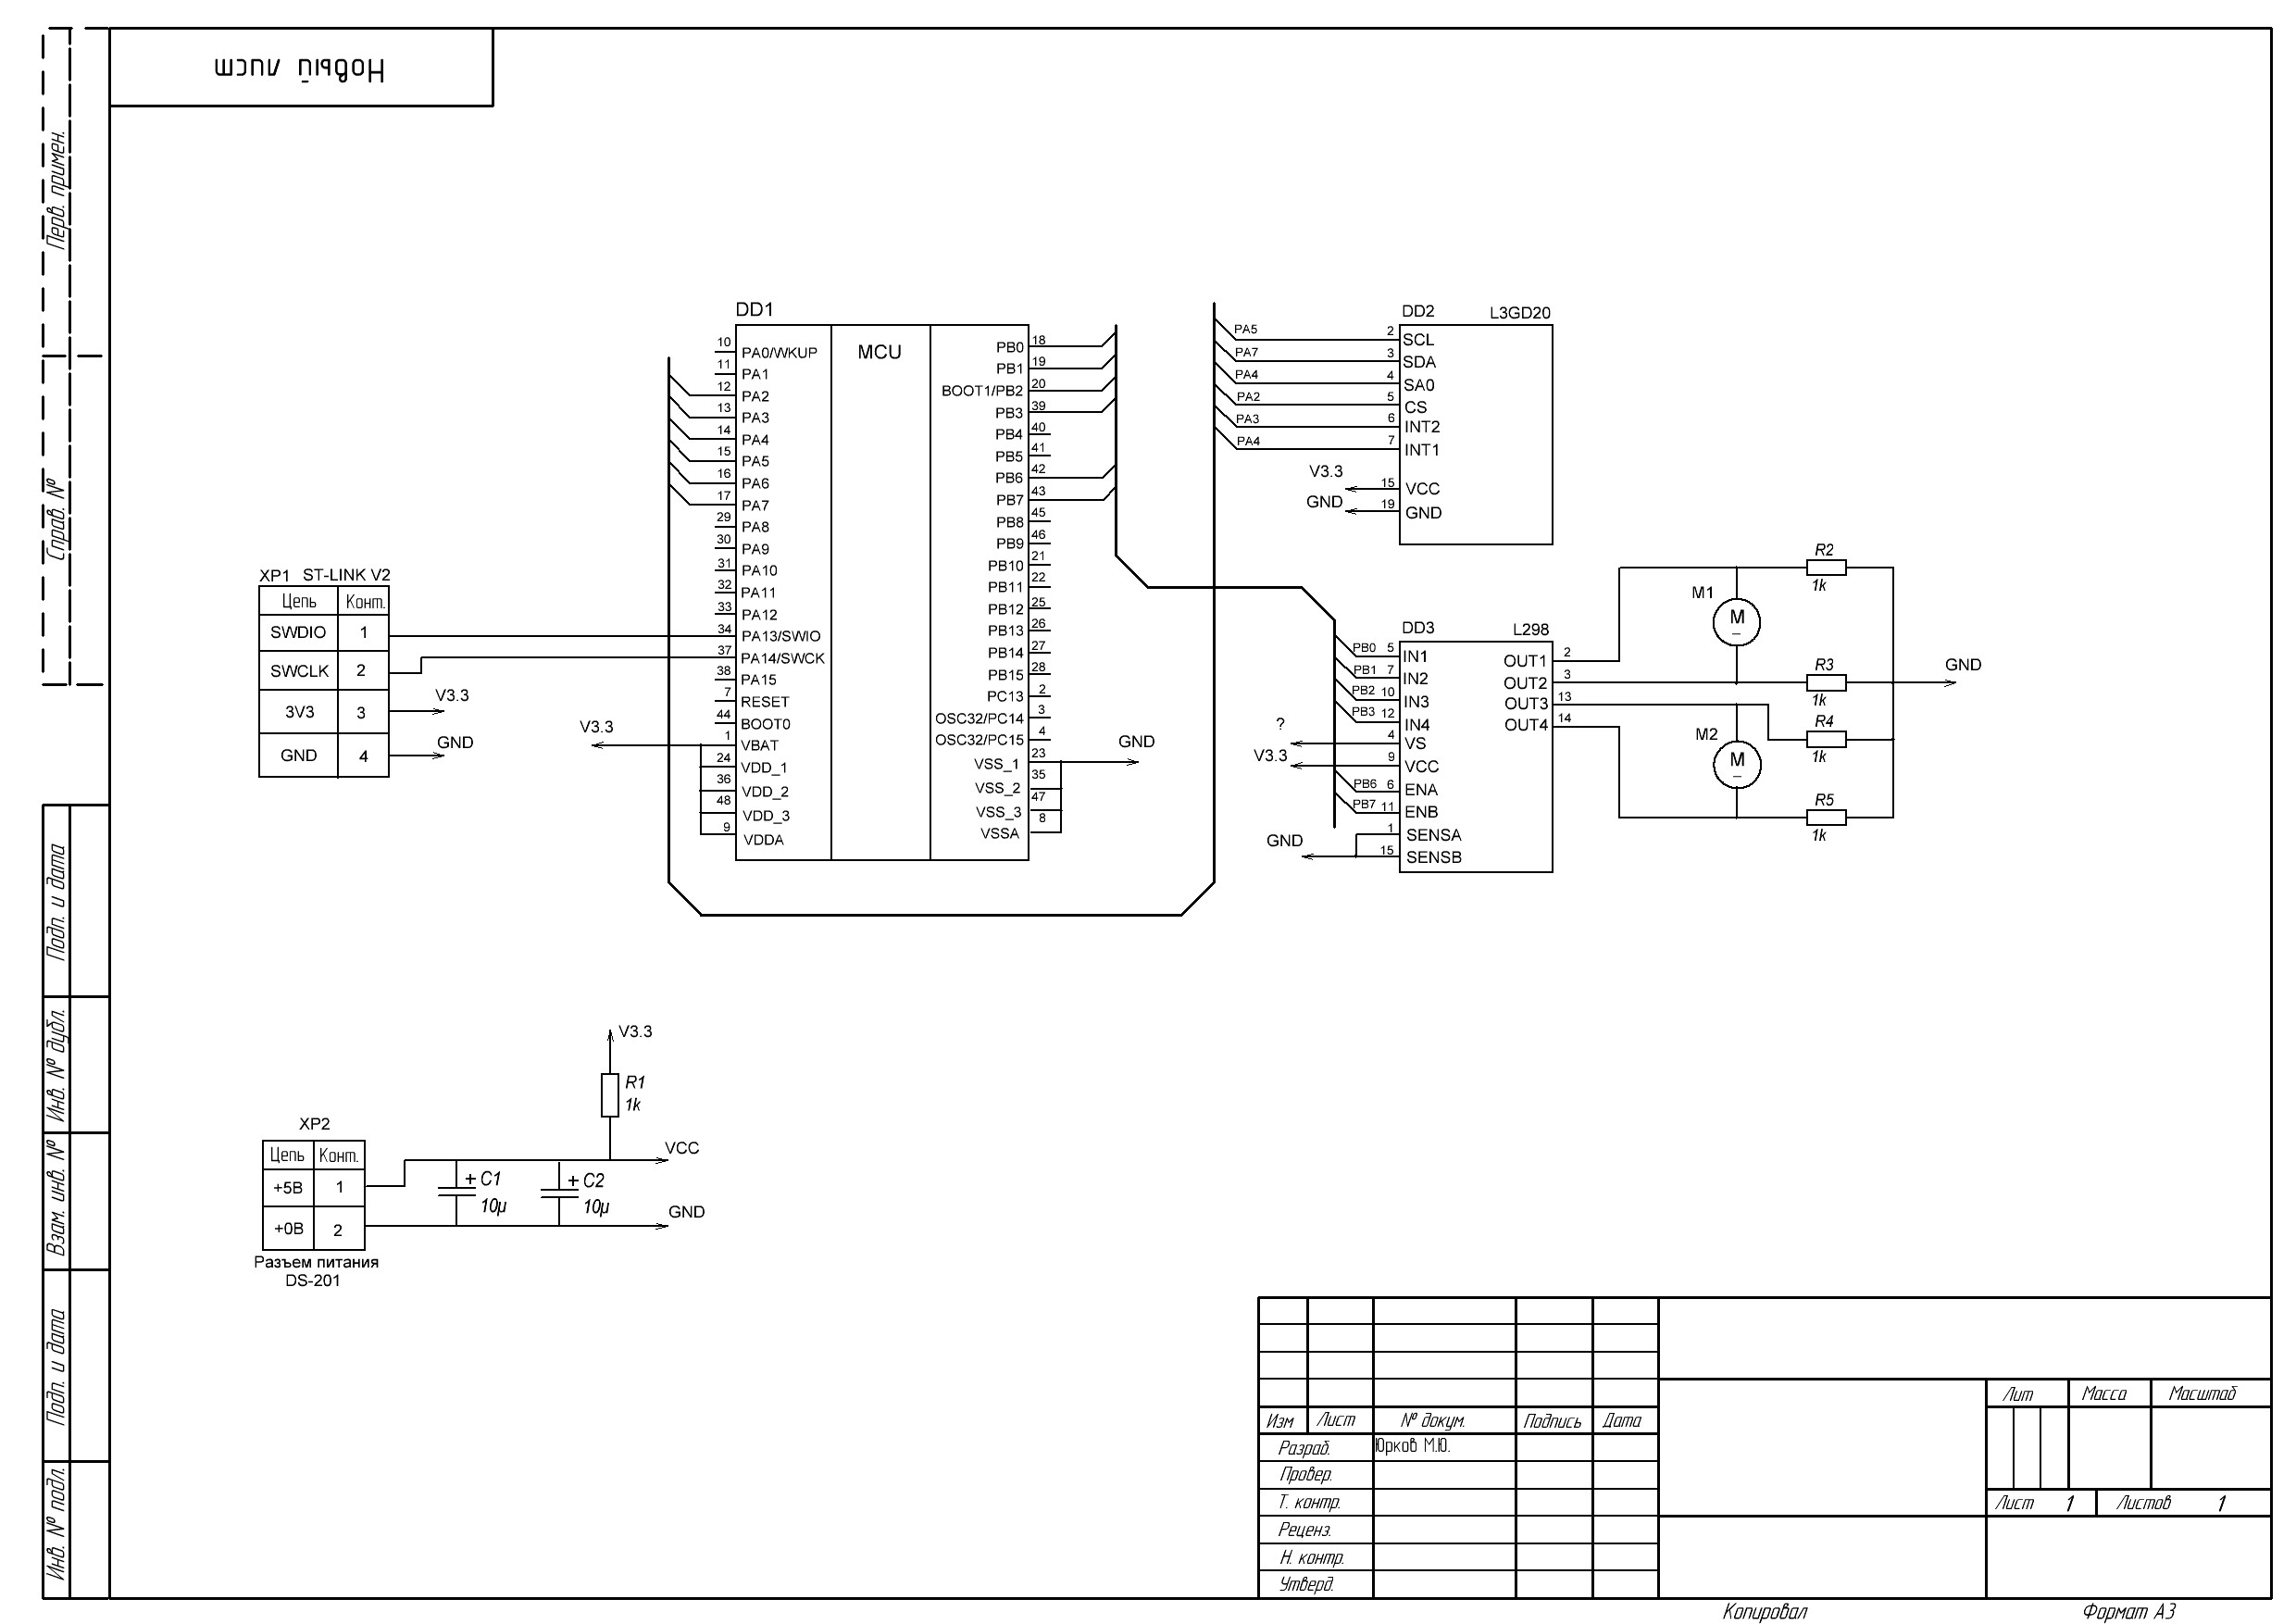 Новый лист
Перв. примен.
Справ. №
Подп. и дата
Инв. № дубл.
Взам. инв. №
Подп. и дата
Инв. № подл.
XP1 ST-LINK V2
Цепь Конт.
SWDIO 1
SWCLK 2
3V3 3
GND 4
V3.3
GND
DD1
MCU
10 PA0/WKUP
11 PA1
12 PA2
13 PA3
14 PA4
15 PA5
16 PA6
17 PA7
29 PA8
30 PA9
31 PA10
32 PA11
33 PA12
34 PA13/SWIO
37 PA14/SWCK
38 PA15
7 RESET
44 BOOT0
1 VBAT
24 VDD_1
36 VDD_2
48 VDD_3
9 VDDA
V3.3
PB0 18
PB1 19
BOOT1/PB2 20
PB3 39
PB4 40
PB5 41
PB6 42
PB7 43
PB8 45
PB9 46
PB10 21
PB11 22
PB12 25
PB13 26
PB14 27
PB15 28
PC13 2
OSC32/PC14 3
OSC32/PC15 4
VSS_1 23
VSS_2 35
VSS_3 47
VSSA 8
GND
DD2 L3GD20
PA5 2 SCL
PA7 3 SDA
PA4 4 SA0
PA2 5 CS
PA3 6 INT2
PA4 7 INT1
V3.3 15 VCC
GND 19 GND
DD3 L298
PB0 5 IN1
PB1 7 IN2
PB2 10 IN3
PB3 12 IN4
? 4 VS
V3.3 9 VCC
PB6 6 ENA
PB7 11 ENB
1 SENSA
GND 15 SENSB
OUT1 2
OUT2 3
OUT3 13
OUT4 14
M1
M
–
M2
M
–
R2
1k
R3
1k
R4
1k
R5
1k
GND
V3.3
R1
1k
XP2
Цепь Конт.
+5В 1
+0В 2
Разъем питания
DS-201
VCC
+ C1
10µ
+ C2
10µ
GND
Изм Лист № докум. Подпись Дата
Разраб. Юрков М.Ю.
Провер.
Т. контр.
Реценз.
Н. контр.
Утверд.
Лит Масса Масштаб
Лист 1 Листов 1
Копировал Формат А3